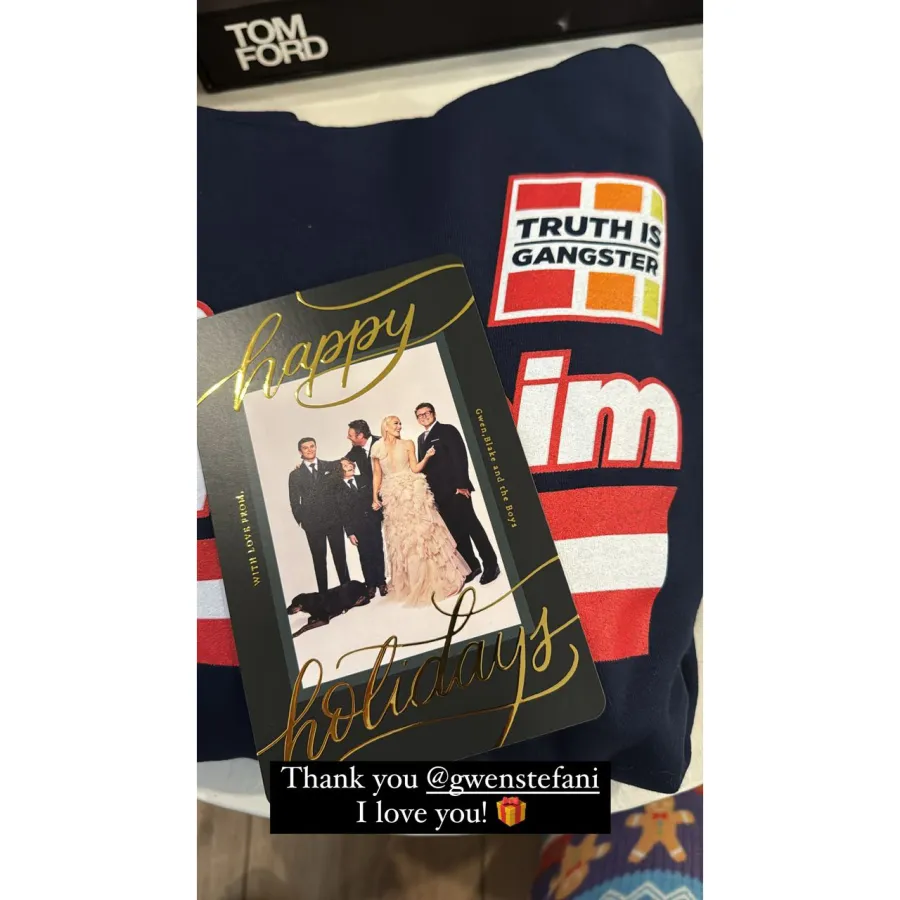 TOM
FORD
TRUTH IS
GANGSTER
im
happy
WITH LOVE FROM,
Gwen, Blake and the Boys
holidays
Thank you @gwenstefani
I love you! 🎁